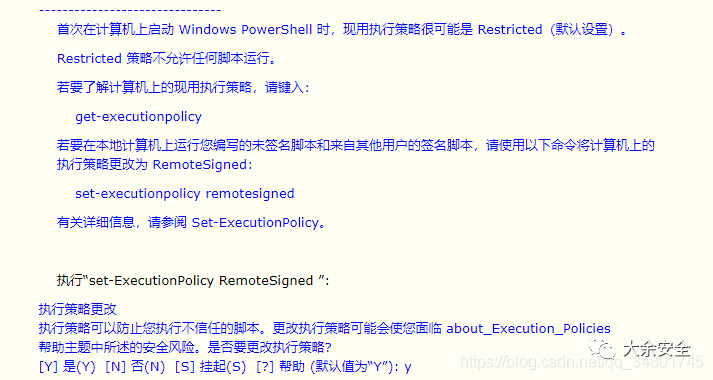 -------------------------------
首次在计算机上启动 Windows PowerShell 时，现用执行策略很可能是 Restricted（默认设置）。
Restricted 策略不允许任何脚本运行。
若要了解计算机上的现用执行策略，请键入：
get-executionpolicy
若要在本地计算机上运行您编写的未签名脚本和来自其他用户的签名脚本，请使用以下命令将计算机上的
执行策略更改为 RemoteSigned:
set-executionpolicy remotesigned
有关详细信息，请参阅 Set-ExecutionPolicy。
执行“set-ExecutionPolicy RemoteSigned ”:
执行策略更改
执行策略可以防止您执行不信任的脚本。更改执行策略可能会使您面临 about_Execution_Policies
帮助主题中所述的安全风险。是否要更改执行策略?
[Y] 是(Y)  [N] 否(N)  [S] 挂起(S)  [?] 帮助 (默认值为“Y”): y
大余安全
https://blog.csdn.net/qq_34801745